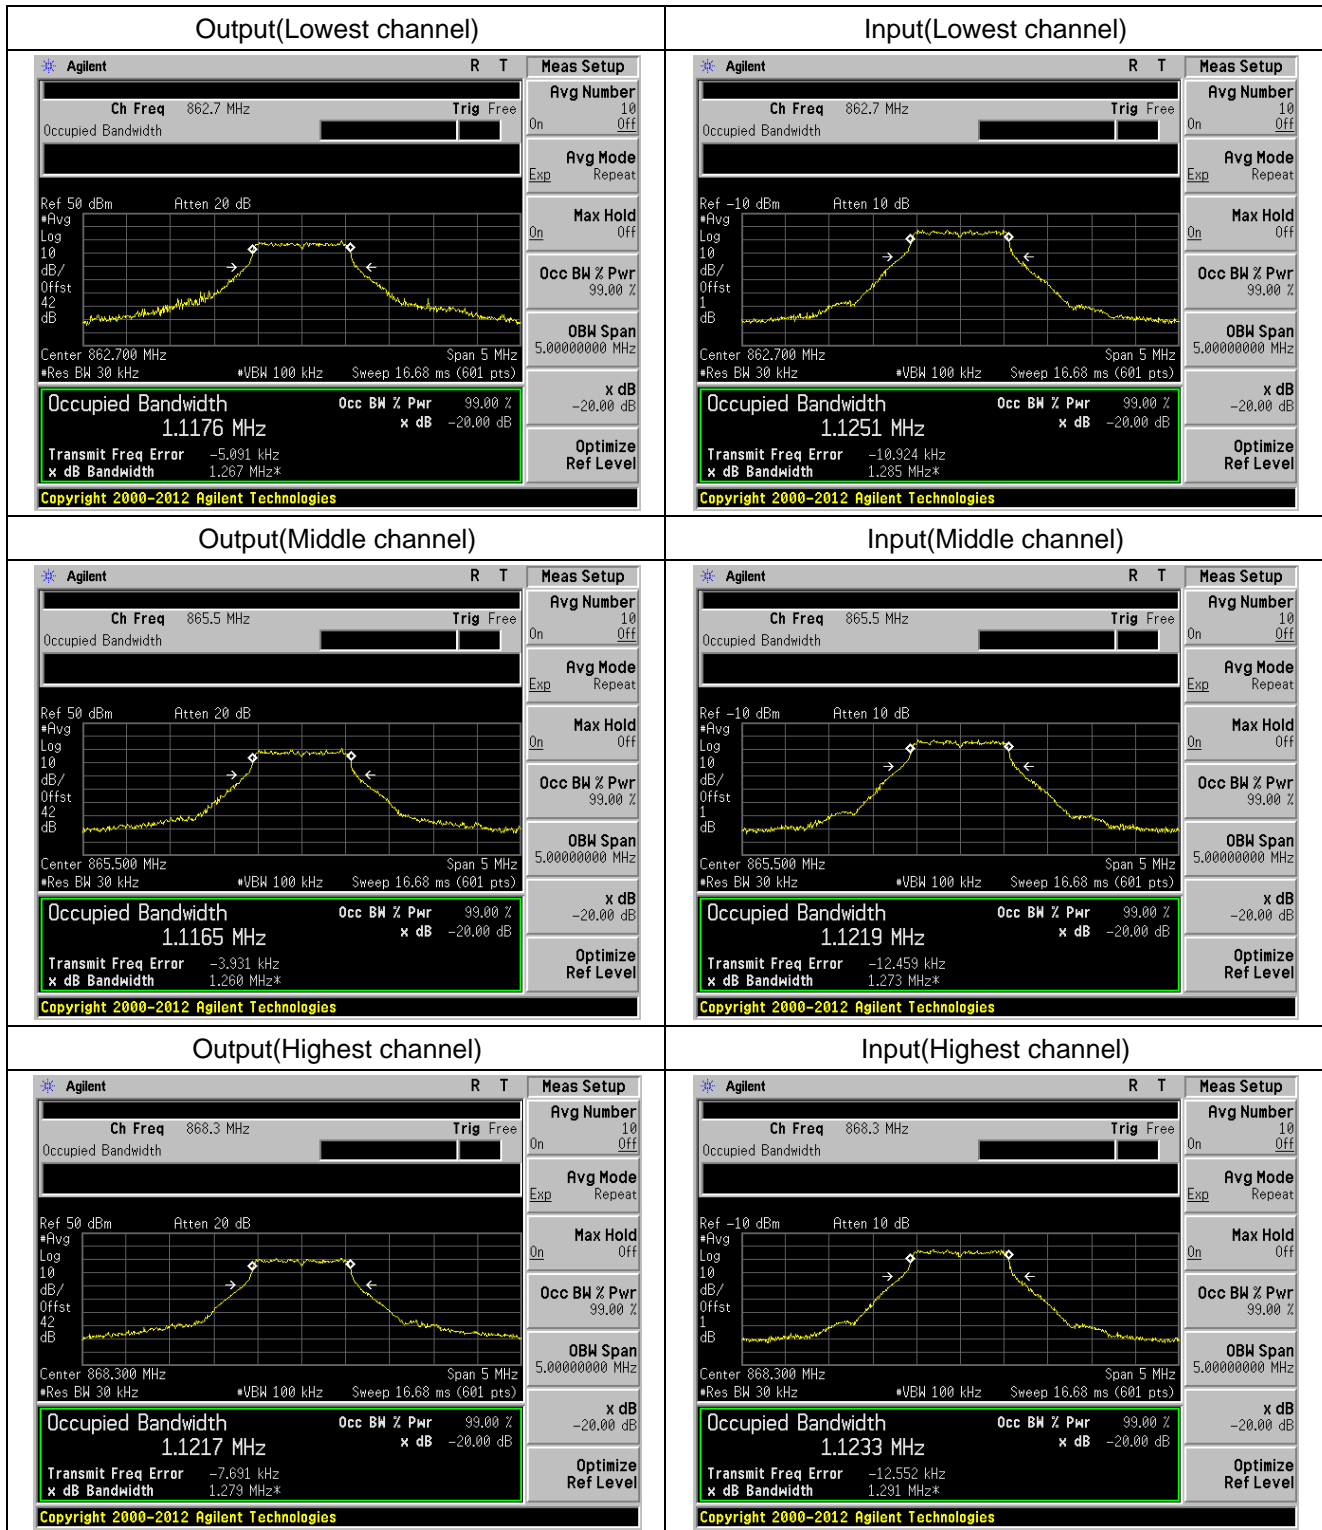 Output(Lowest channel)
Agilent R T Meas Setup
Ch Freq 862.7 MHz Trig Free
Occupied Bandwidth
Avg Number
10
On Off
Avg Mode
Exp Repeat
Max Hold
On Off
Occ BW % Pwr
99.00 %
OBW Span
5.00000000 MHz
x dB
-20.00 dB
Optimize
Ref Level
Ref 50 dBm Atten 20 dB
#Avg
Log
10
dB/
Offst
42
dB
Center 862.700 MHz Span 5 MHz
#Res BW 30 kHz #VBW 100 kHz Sweep 16.68 ms (601 pts)
Occupied Bandwidth Occ BW % Pwr 99.00 %
1.1176 MHz x dB -20.00 dB
Transmit Freq Error -5.091 kHz
x dB Bandwidth 1.267 MHz*
Copyright 2000-2012 Agilent Technologies
Input(Lowest channel)
Agilent R T Meas Setup
Ch Freq 862.7 MHz Trig Free
Occupied Bandwidth
Avg Number
10
On Off
Avg Mode
Exp Repeat
Max Hold
On Off
Occ BW % Pwr
99.00 %
OBW Span
5.00000000 MHz
x dB
-20.00 dB
Optimize
Ref Level
Ref -10 dBm Atten 10 dB
#Avg
Log
10
dB/
Offst
1
dB
Center 862.700 MHz Span 5 MHz
#Res BW 30 kHz #VBW 100 kHz Sweep 16.68 ms (601 pts)
Occupied Bandwidth Occ BW % Pwr 99.00 %
1.1251 MHz x dB -20.00 dB
Transmit Freq Error -10.924 kHz
x dB Bandwidth 1.285 MHz*
Copyright 2000-2012 Agilent Technologies
Output(Middle channel)
Agilent R T Meas Setup
Ch Freq 865.5 MHz Trig Free
Occupied Bandwidth
Avg Number
10
On Off
Avg Mode
Exp Repeat
Max Hold
On Off
Occ BW % Pwr
99.00 %
OBW Span
5.00000000 MHz
x dB
-20.00 dB
Optimize
Ref Level
Ref 50 dBm Atten 20 dB
#Avg
Log
10
dB/
Offst
42
dB
Center 865.500 MHz Span 5 MHz
#Res BW 30 kHz #VBW 100 kHz Sweep 16.68 ms (601 pts)
Occupied Bandwidth Occ BW % Pwr 99.00 %
1.1165 MHz x dB -20.00 dB
Transmit Freq Error -3.931 kHz
x dB Bandwidth 1.260 MHz*
Copyright 2000-2012 Agilent Technologies
Input(Middle channel)
Agilent R T Meas Setup
Ch Freq 865.5 MHz Trig Free
Occupied Bandwidth
Avg Number
10
On Off
Avg Mode
Exp Repeat
Max Hold
On Off
Occ BW % Pwr
99.00 %
OBW Span
5.00000000 MHz
x dB
-20.00 dB
Optimize
Ref Level
Ref -10 dBm Atten 10 dB
#Avg
Log
10
dB/
Offst
1
dB
Center 865.500 MHz Span 5 MHz
#Res BW 30 kHz #VBW 100 kHz Sweep 16.68 ms (601 pts)
Occupied Bandwidth Occ BW % Pwr 99.00 %
1.1219 MHz x dB -20.00 dB
Transmit Freq Error -12.459 kHz
x dB Bandwidth 1.273 MHz*
Copyright 2000-2012 Agilent Technologies
Output(Highest channel)
Agilent R T Meas Setup
Ch Freq 868.3 MHz Trig Free
Occupied Bandwidth
Avg Number
10
On Off
Avg Mode
Exp Repeat
Max Hold
On Off
Occ BW % Pwr
99.00 %
OBW Span
5.00000000 MHz
x dB
-20.00 dB
Optimize
Ref Level
Ref 50 dBm Atten 20 dB
#Avg
Log
10
dB/
Offst
42
dB
Center 868.300 MHz Span 5 MHz
#Res BW 30 kHz #VBW 100 kHz Sweep 16.68 ms (601 pts)
Occupied Bandwidth Occ BW % Pwr 99.00 %
1.1217 MHz x dB -20.00 dB
Transmit Freq Error -7.691 kHz
x dB Bandwidth 1.279 MHz*
Copyright 2000-2012 Agilent Technologies
Input(Highest channel)
Agilent R T Meas Setup
Ch Freq 868.3 MHz Trig Free
Occupied Bandwidth
Avg Number
10
On Off
Avg Mode
Exp Repeat
Max Hold
On Off
Occ BW % Pwr
99.00 %
OBW Span
5.00000000 MHz
x dB
-20.00 dB
Optimize
Ref Level
Ref -10 dBm Atten 10 dB
#Avg
Log
10
dB/
Offst
1
dB
Center 868.300 MHz Span 5 MHz
#Res BW 30 kHz #VBW 100 kHz Sweep 16.68 ms (601 pts)
Occupied Bandwidth Occ BW % Pwr 99.00 %
1.1233 MHz x dB -20.00 dB
Transmit Freq Error -12.552 kHz
x dB Bandwidth 1.291 MHz*
Copyright 2000-2012 Agilent Technologies